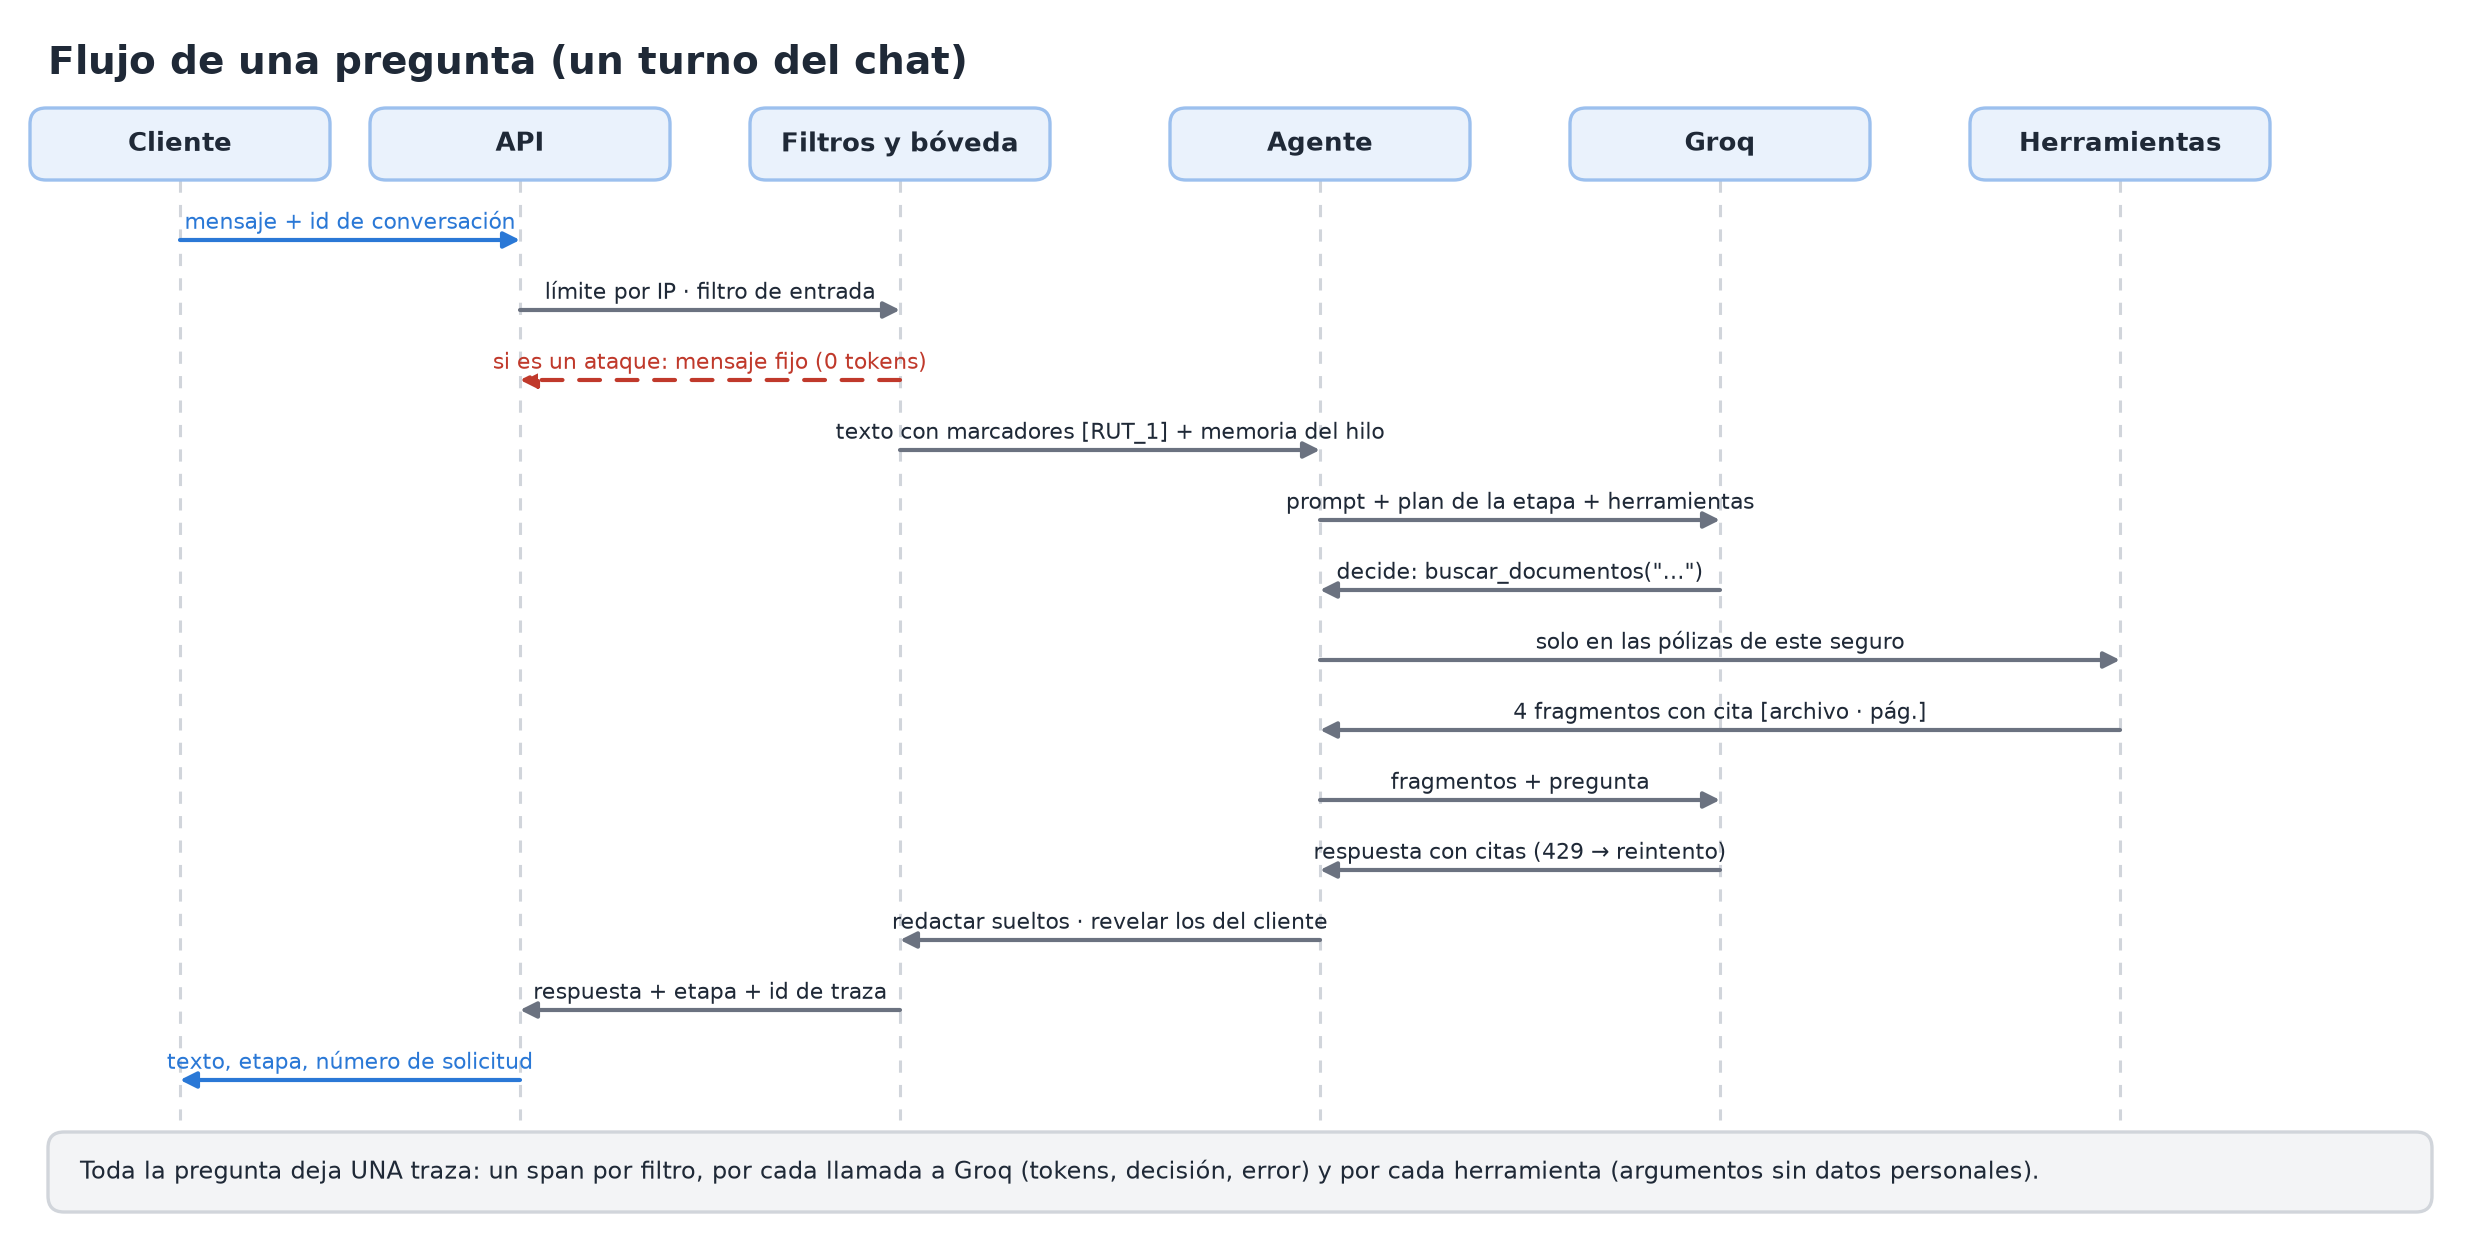 Flujo de una pregunta (un turno del chat)
Cliente
API
Filtros y bóveda
Agente
Groq
Herramientas
mensaje + id de conversación
límite por IP · filtro de entrada
si es un ataque: mensaje fijo (0 tokens)
texto con marcadores [RUT_1] + memoria del hilo
prompt + plan de la etapa + herramientas
decide: buscar_documentos("…")
solo en las pólizas de este seguro
4 fragmentos con cita [archivo · pág.]
fragmentos + pregunta
respuesta con citas (429 → reintento)
redactar sueltos · revelar los del cliente
respuesta + etapa + id de traza
texto, etapa, número de solicitud
Toda la pregunta deja UNA traza: un span por filtro, por cada llamada a Groq (tokens, decisión, error) y por cada herramienta (argumentos sin datos personales).